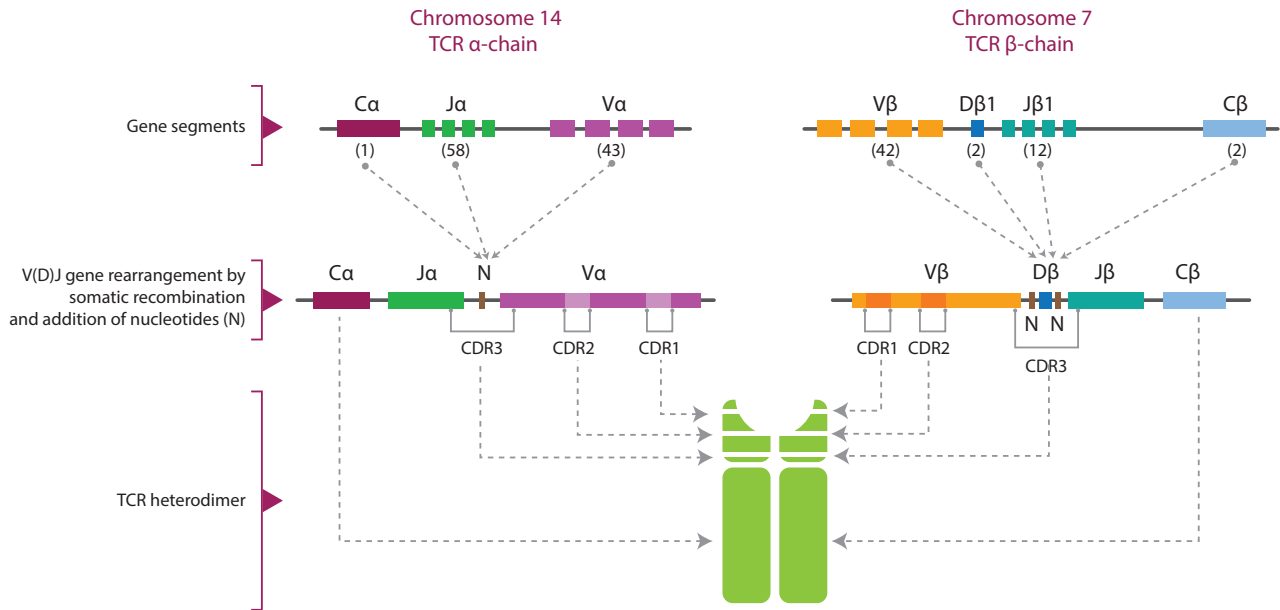 Chromosome 14
TCR α-chain
Chromosome 7
TCR β-chain
Gene segments
Cα
Jα
Vα
Vβ
Dβ1
Jβ1
Cβ
(1)
(58)
(43)
(42)
(2)
(12)
(2)
V(D)J gene rearrangement by
somatic recombination
and addition of nucleotides (N)
Cα
Jα
N
Vα
Vβ
Dβ
Jβ
Cβ
N
N
CDR3
CDR2
CDR1
CDR1
CDR2
CDR3
TCR heterodimer